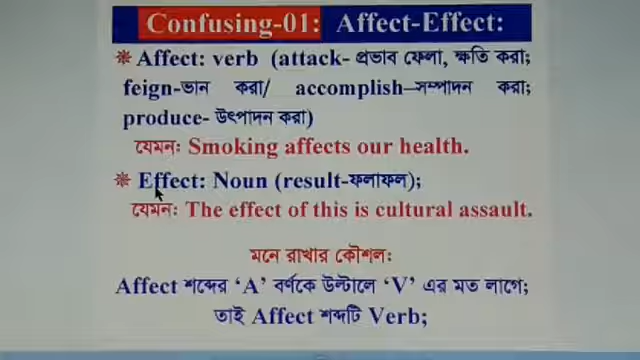 Confusing-01: Affect-Effect:
Affect: verb (attack- প্রভাব ফেলা, ক্ষতি করা;
feign-ভান করা/ accomplish–সম্পাদন করা;
produce- উৎপাদন করা)
যেমনঃ Smoking affects our health.
Effect: Noun (result-ফলাফল);
যেমনঃ The effect of this is cultural assault.
মনে রাখার কৌশলঃ
Affect শব্দের ‘A’ বর্ণকে উল্টালে ‘V’ এর মত লাগে;
তাই Affect শব্দটি Verb;